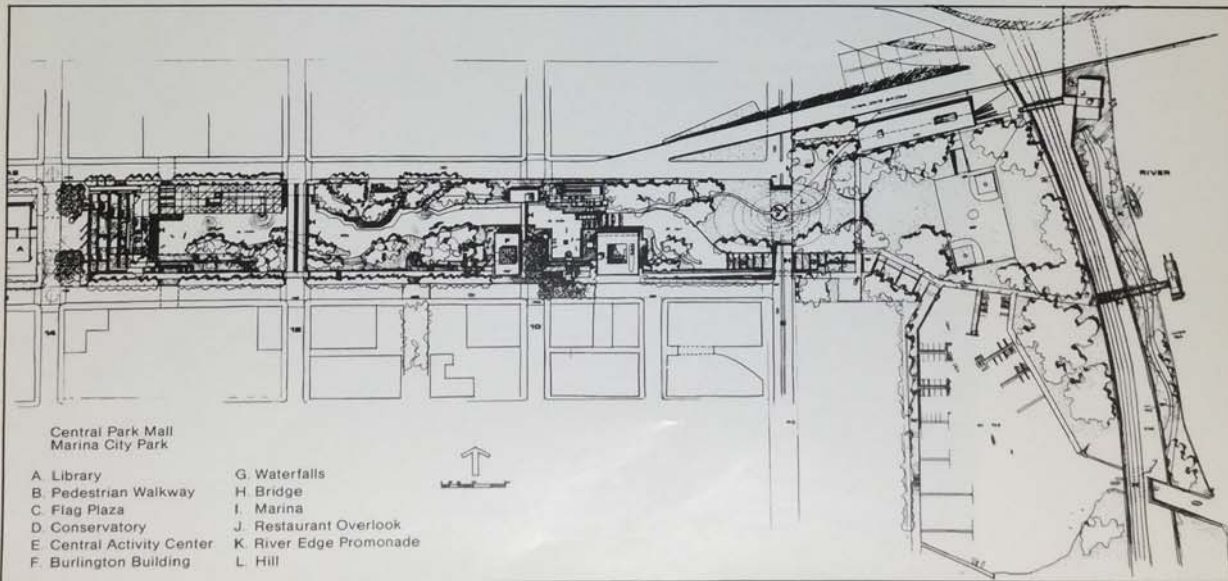 RIVER
14
12
10
Central Park Mall
Marina City Park
A. Library
B. Pedestrian Walkway
C. Flag Plaza
D. Conservatory
E. Central Activity Center
F. Burlington Building
G. Waterfalls
H. Bridge
I. Marina
J. Restaurant Overlook
K. River Edge Promonade
L. Hill
A